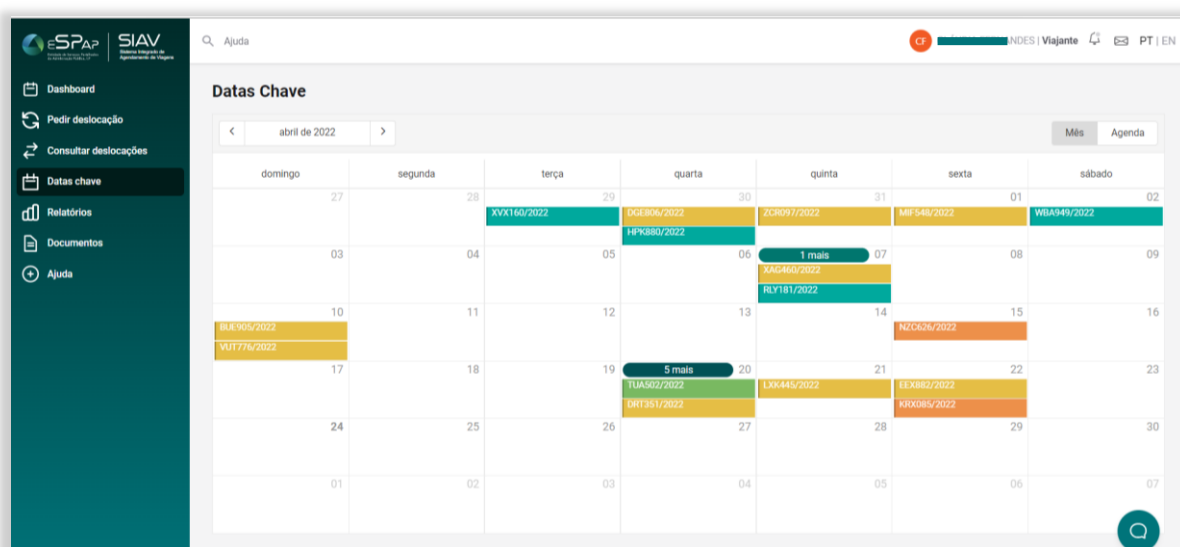 eSPap
SIAV
Sistema Integrado de
Agendamento de Viagens
Ajuda
CF
NDES | Viajante
PT | EN
Dashboard
Pedir deslocação
Consultar deslocações
Datas chave
Relatórios
Documentos
Ajuda
Datas Chave
abril de 2022
Mês Agenda
domingo segunda terça quarta quinta sexta sábado
27 28 29 30 31 01 02
XVX160/2022 DGE806/2022 ZCR097/2022 MIF548/2022 WBA949/2022
HPK880/2022
03 04 05 06 1 mais 07 08 09
XAG460/2022
RLY181/2022
10 11 12 13 14 15 16
BUE905/2022 NZC626/2022
VUT776/2022
17 18 19 5 mais 20 21 22 23
TUA502/2022 LXK445/2022 EEX882/2022
DRT351/2022 KRX085/2022
24 25 26 27 28 29 30
01 02 03 04 05 06 07